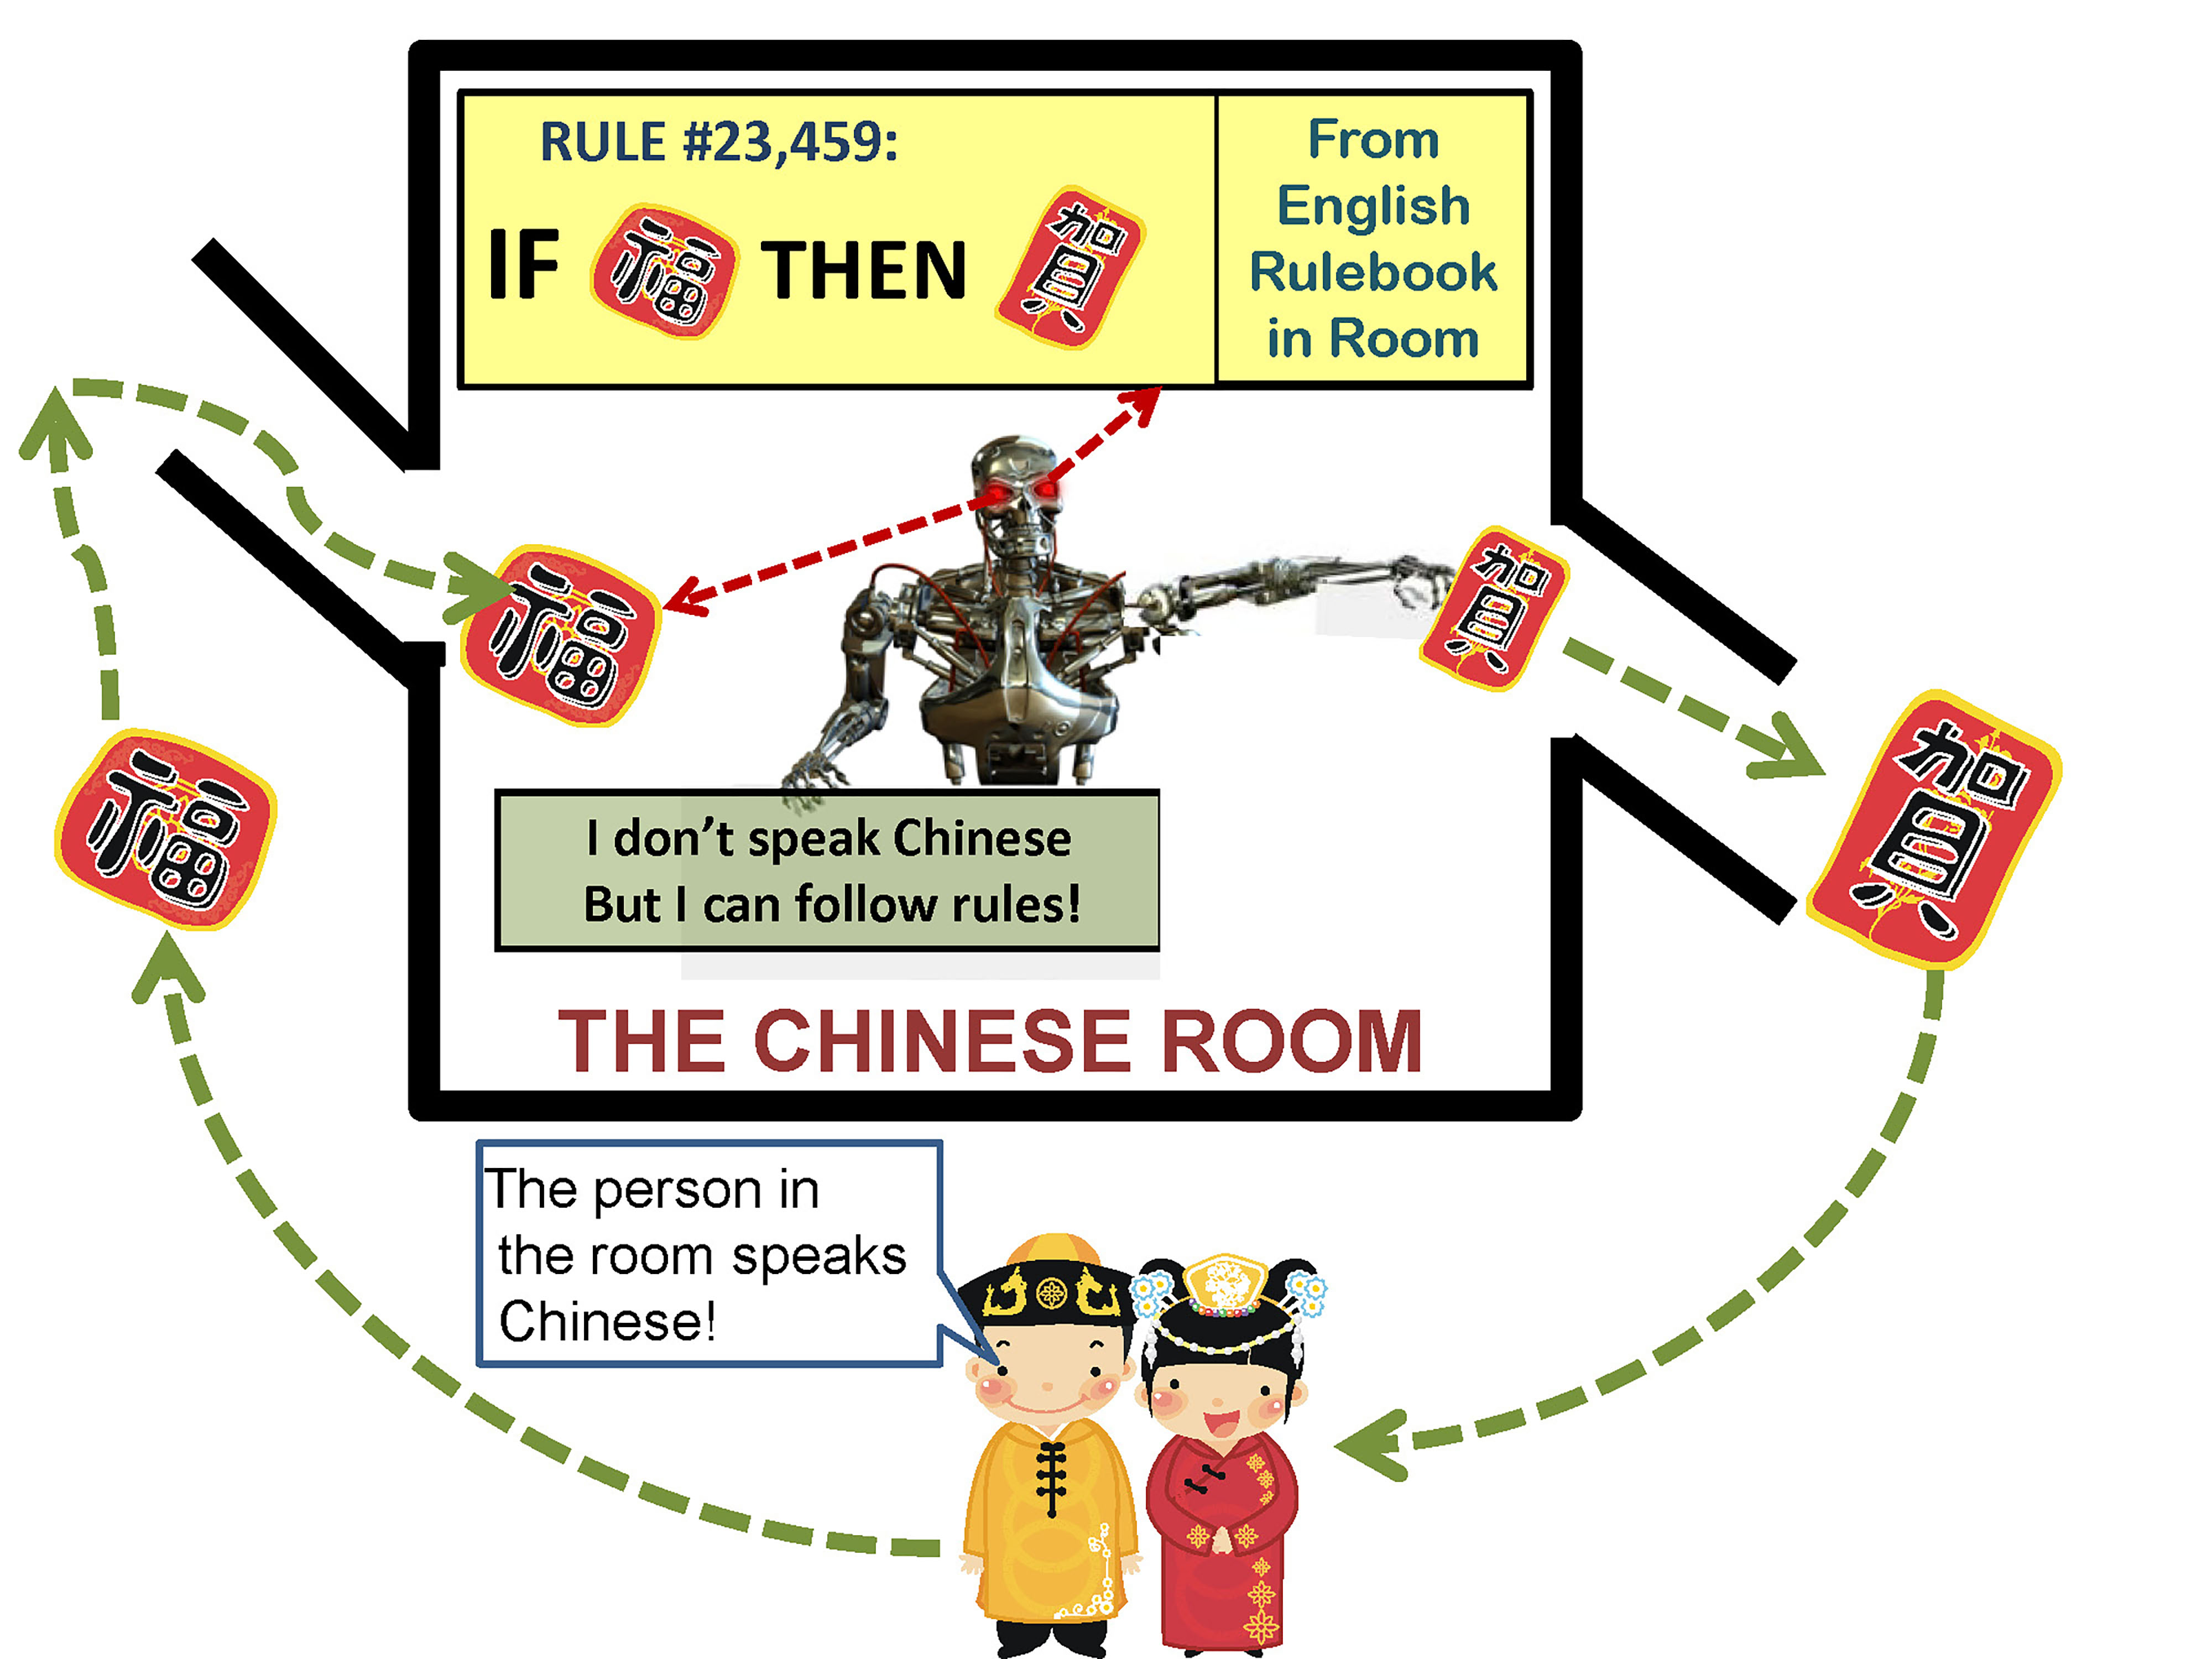 RULE #23,459:
IF 福 THEN 賀
From
English
Rulebook
in Room
福
賀
福
賀
I don’t speak Chinese
But I can follow rules!
THE CHINESE ROOM
The person in
the room speaks
Chinese!